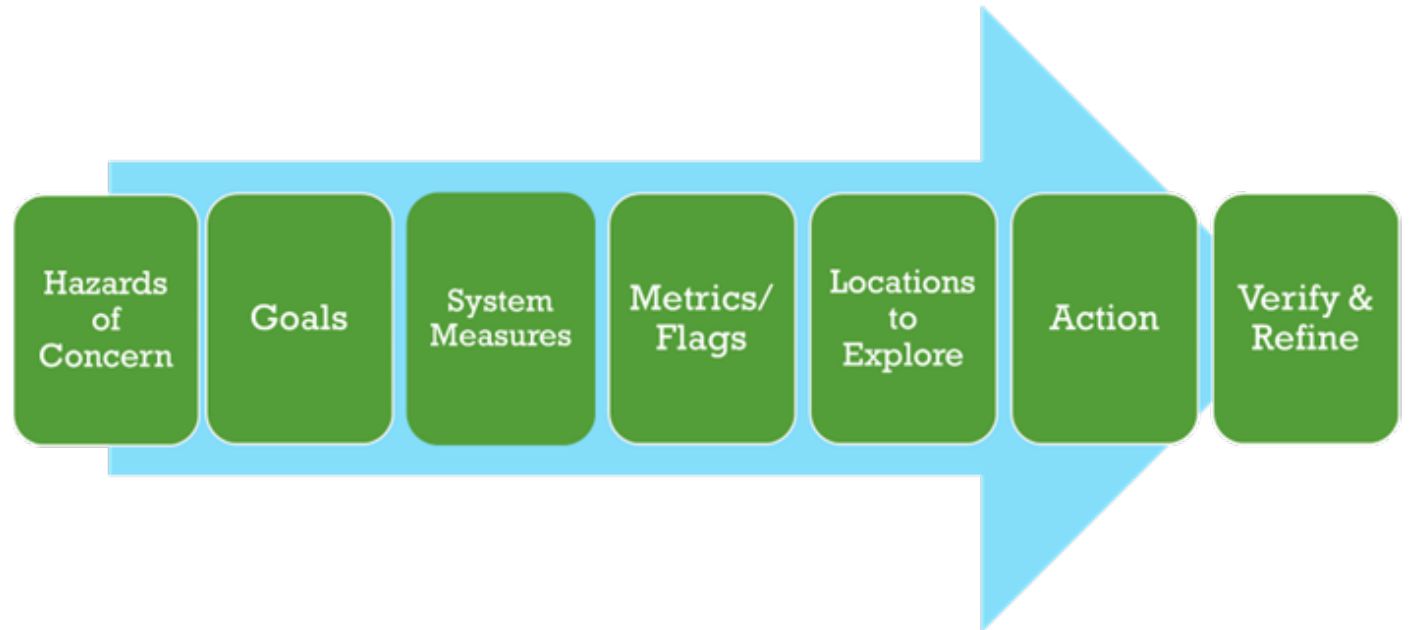 Hazards
of
Concern
Goals
System
Measures
Metrics/
Flags
Locations
to
Explore
Action
Verify &
Refine